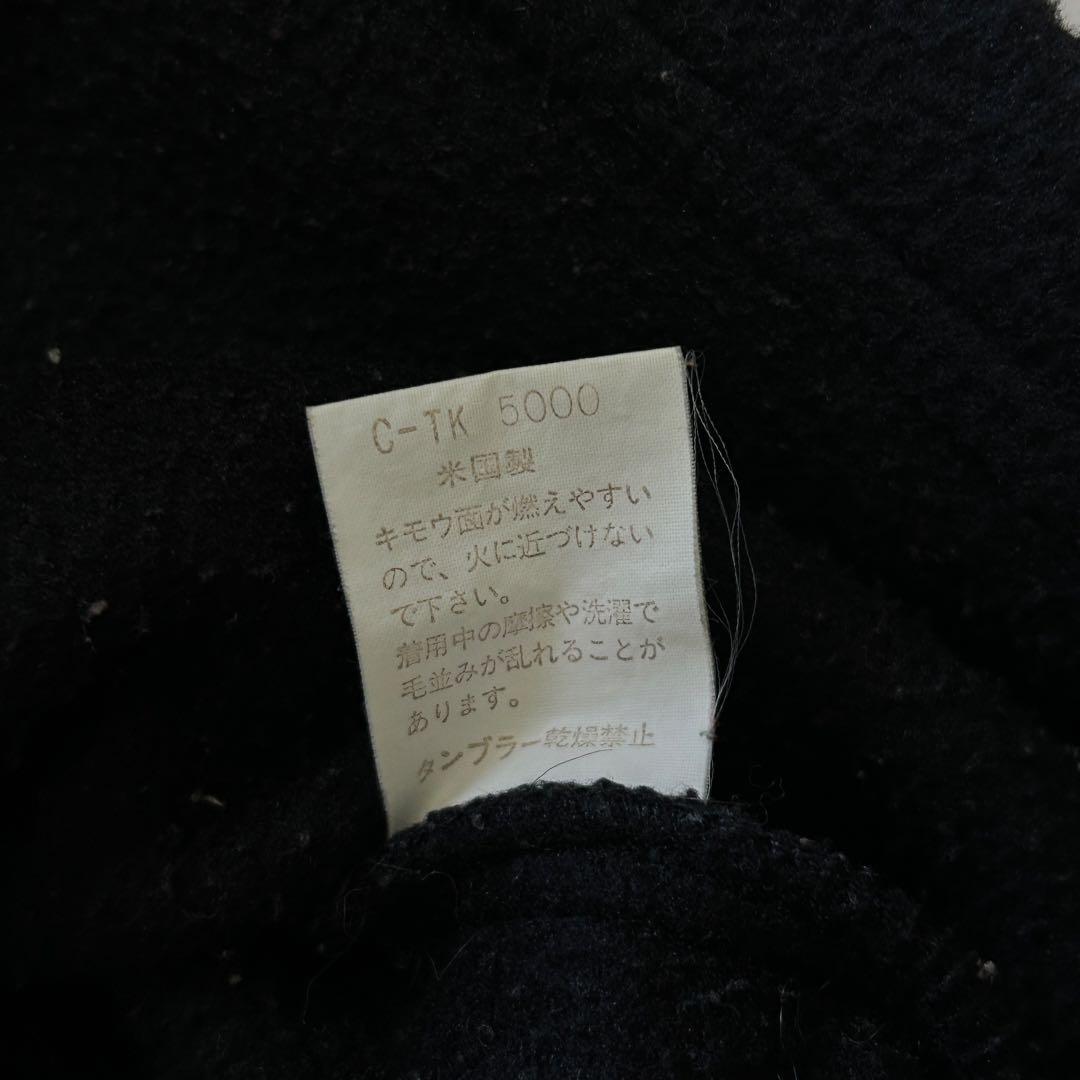 C-TK 5000
米国製
キモウ面が燃えやすい
ので、火に近づけない
で下さい。
着用中の摩擦や洗濯で
毛並みが乱れることが
あります。
タンブラー乾燥禁止